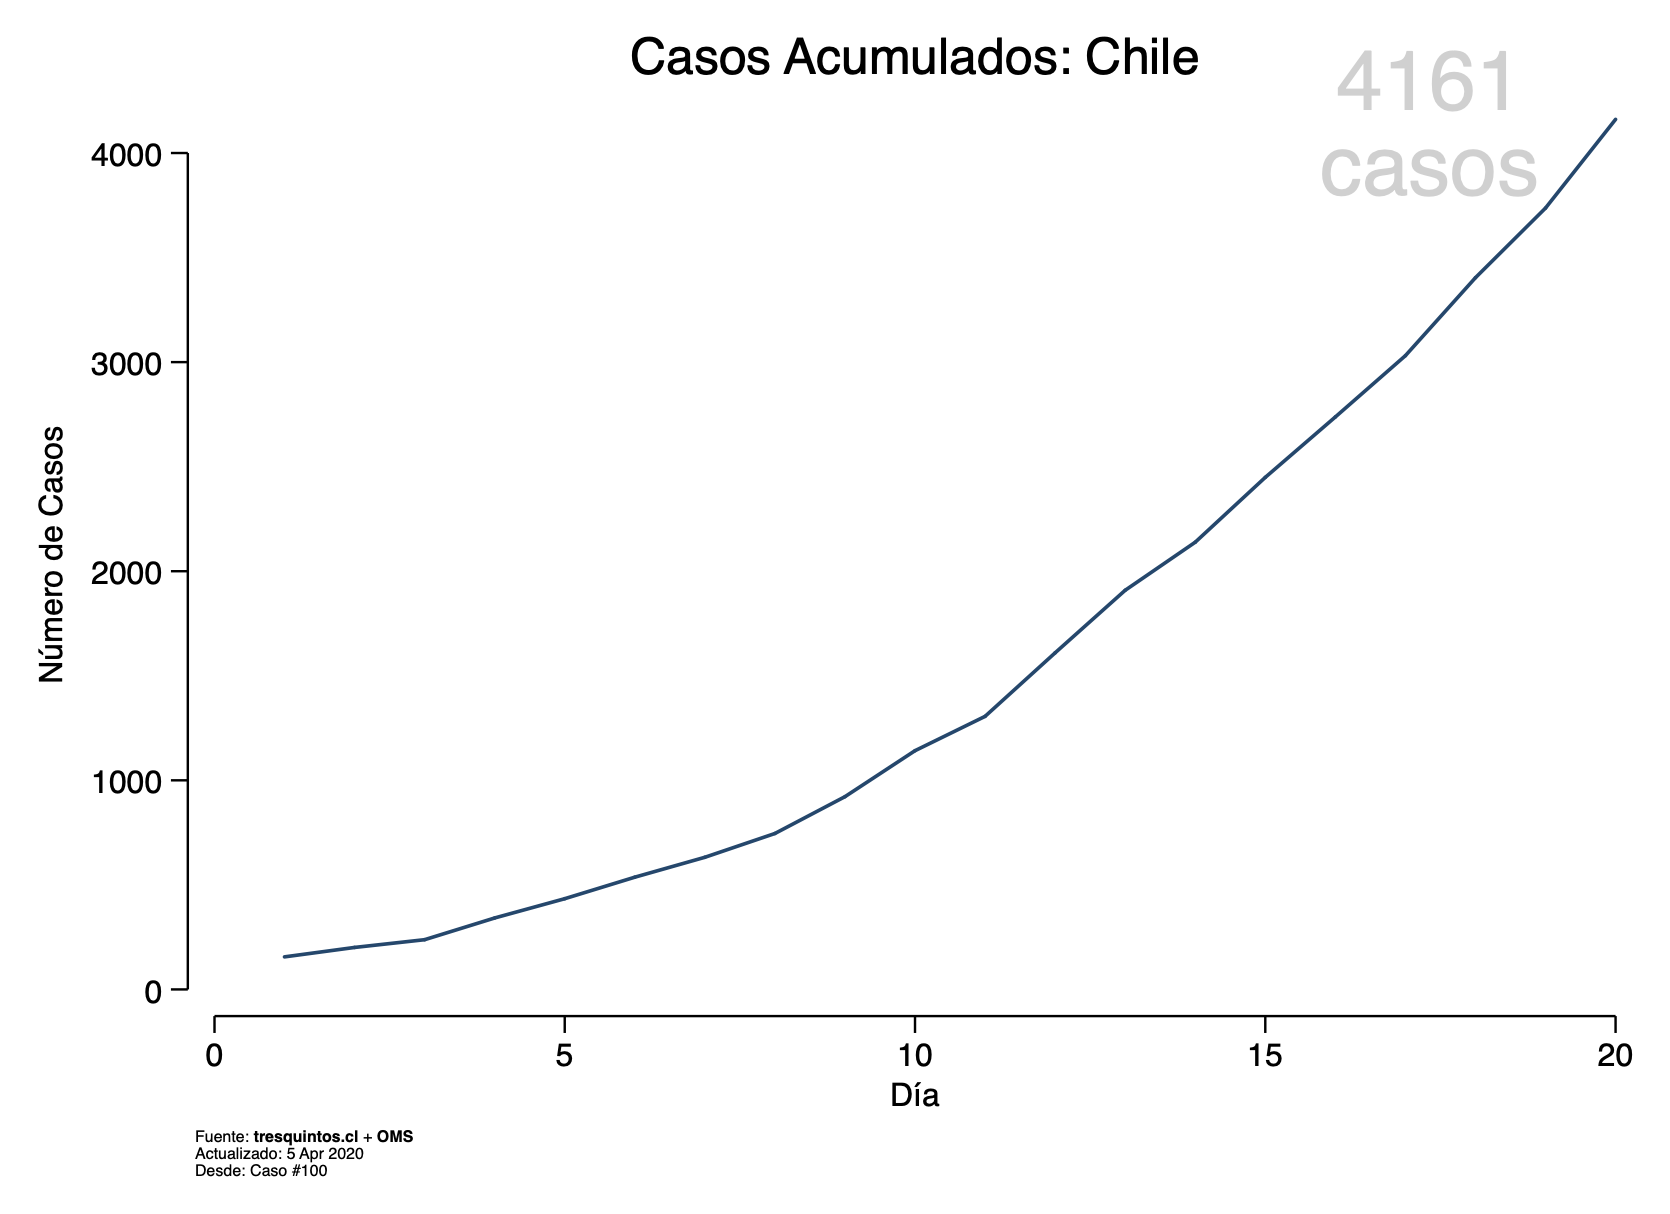 Casos Acumulados: Chile
4161
casos
4000
3000
2000
1000
0
Número de Casos
0 5 10 15 20
Día
Fuente: tresquintos.cl + OMS
Actualizado: 5 Apr 2020
Desde: Caso #100